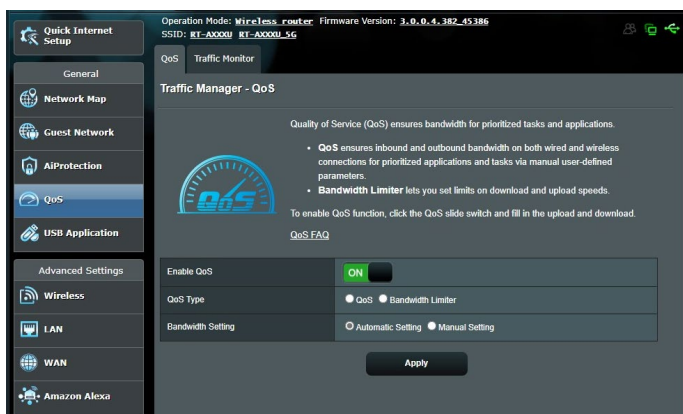 Quick Internet
Setup
General
Network Map
Guest Network
AiProtection
QoS
USB Application
Advanced Settings
Wireless
LAN
WAN
Amazon Alexa
Operation Mode: Wireless router Firmware Version: 3.0.0.4.382_45386
SSID: RT-AXXXU RT-AXXXU_5G
QoS Traffic Monitor
Traffic Manager - QoS
QoS
Quality of Service (QoS) ensures bandwidth for prioritized tasks and applications.
• QoS ensures inbound and outbound bandwidth on both wired and wireless
connections for prioritized applications and tasks via manual user-defined
parameters.
• Bandwidth Limiter lets you set limits on download and upload speeds.
To enable QoS function, click the QoS slide switch and fill in the upload and download.
QoS FAQ
Enable QoS ON
QoS Type QoS Bandwidth Limiter
Bandwidth Setting Automatic Setting Manual Setting
Apply